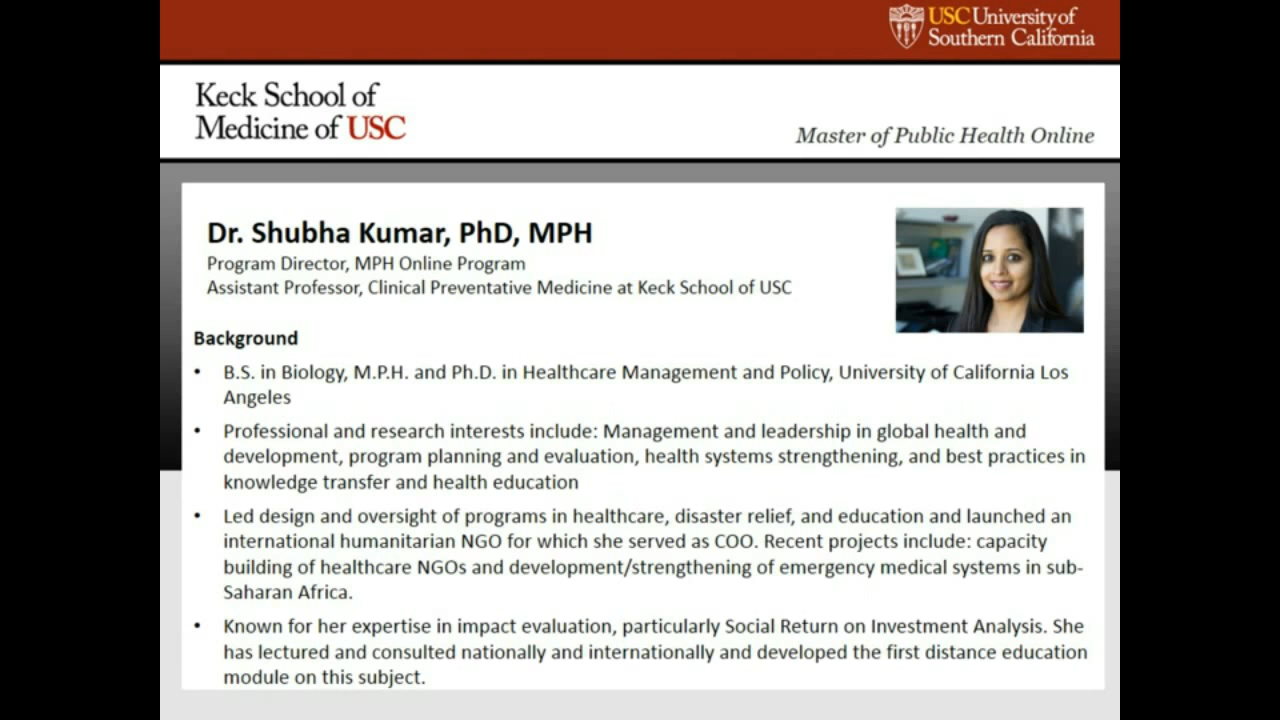 USC University of
Southern California
Keck School of
Medicine of USC
Master of Public Health Online
Dr. Shubha Kumar, PhD, MPH
Program Director, MPH Online Program
Assistant Professor, Clinical Preventative Medicine at Keck School of USC
Background
• B.S. in Biology, M.P.H. and Ph.D. in Healthcare Management and Policy, University of California Los
Angeles
• Professional and research interests include: Management and leadership in global health and
development, program planning and evaluation, health systems strengthening, and best practices in
knowledge transfer and health education
• Led design and oversight of programs in healthcare, disaster relief, and education and launched an
international humanitarian NGO for which she served as COO. Recent projects include: capacity
building of healthcare NGOs and development/strengthening of emergency medical systems in sub-
Saharan Africa.
• Known for her expertise in impact evaluation, particularly Social Return on Investment Analysis. She
has lectured and consulted nationally and internationally and developed the first distance education
module on this subject.